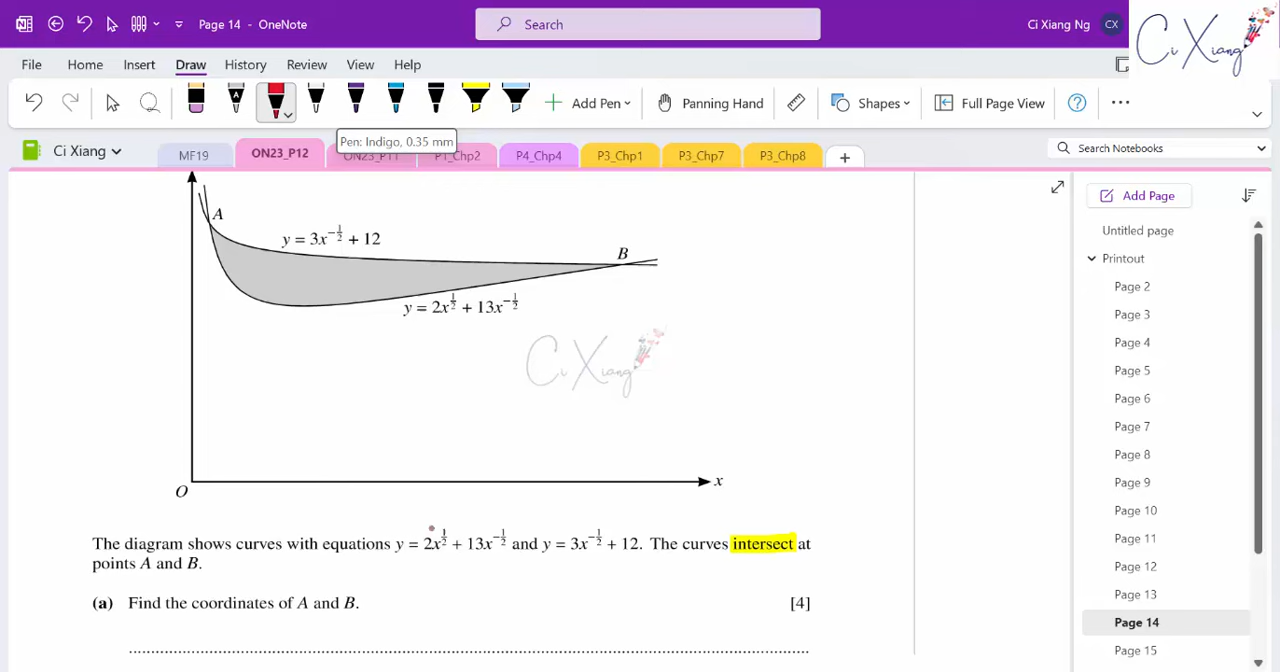 Page 14 - OneNote
Search
Ci Xiang Ng
CX
Ci Xiang
File
Home
Insert
Draw
History
Review
View
Help
A
Add Pen
Panning Hand
Shapes
Full Page View
Pen: Indigo, 0.35 mm
Ci Xiang
MF19
ON23_P12
ON23_P11
P1_Chp2
P4_Chp4
P3_Chp1
P3_Chp7
P3_Chp8
Search Notebooks
A
y = 3x^{-1/2} + 12
B
y = 2x^{1/2} + 13x^{-1/2}
Ci Xiang
O
x
The diagram shows curves with equations y = 2x^{1/2} + 13x^{-1/2} and y = 3x^{-1/2} + 12. The curves intersect at
points A and B.
(a) Find the coordinates of A and B. [4]
Add Page
Untitled page
Printout
Page 2
Page 3
Page 4
Page 5
Page 6
Page 7
Page 8
Page 9
Page 10
Page 11
Page 12
Page 13
Page 14
Page 15